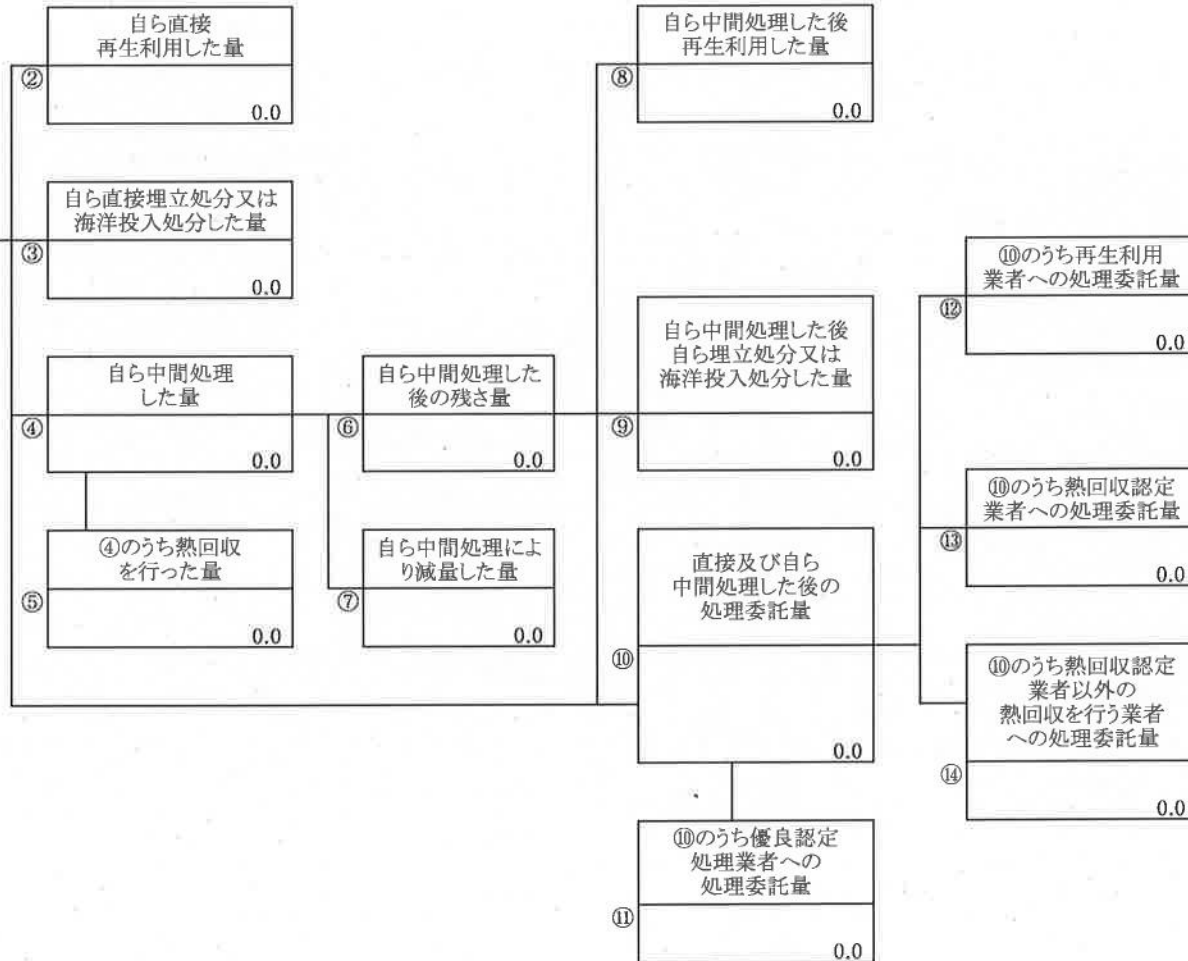 自ら直接
再生利用した量
②
0.0
自ら中間処理した後
再生利用した量
⑧
0.0
自ら直接埋立処分又は
海洋投入処分した量
③
0.0
⑩のうち再生利用
業者への処理委託量
⑫
0.0
自ら中間処理
した量
④
0.0
自ら中間処理した
後の残さ量
⑥
0.0
自ら中間処理した後
自ら埋立処分又は
海洋投入処分した量
⑨
0.0
⑩のうち熱回収認定
業者への処理委託量
⑬
0.0
④のうち熱回収
を行った量
⑤
0.0
自ら中間処理によ
り減量した量
⑦
0.0
直接及び自ら
中間処理した後の
処理委託量
⑩
0.0
⑩のうち熱回収認定
業者以外の
熱回収を行う業者
への処理委託量
⑭
0.0
⑩のうち優良認定
処理業者への
処理委託量
⑪
0.0